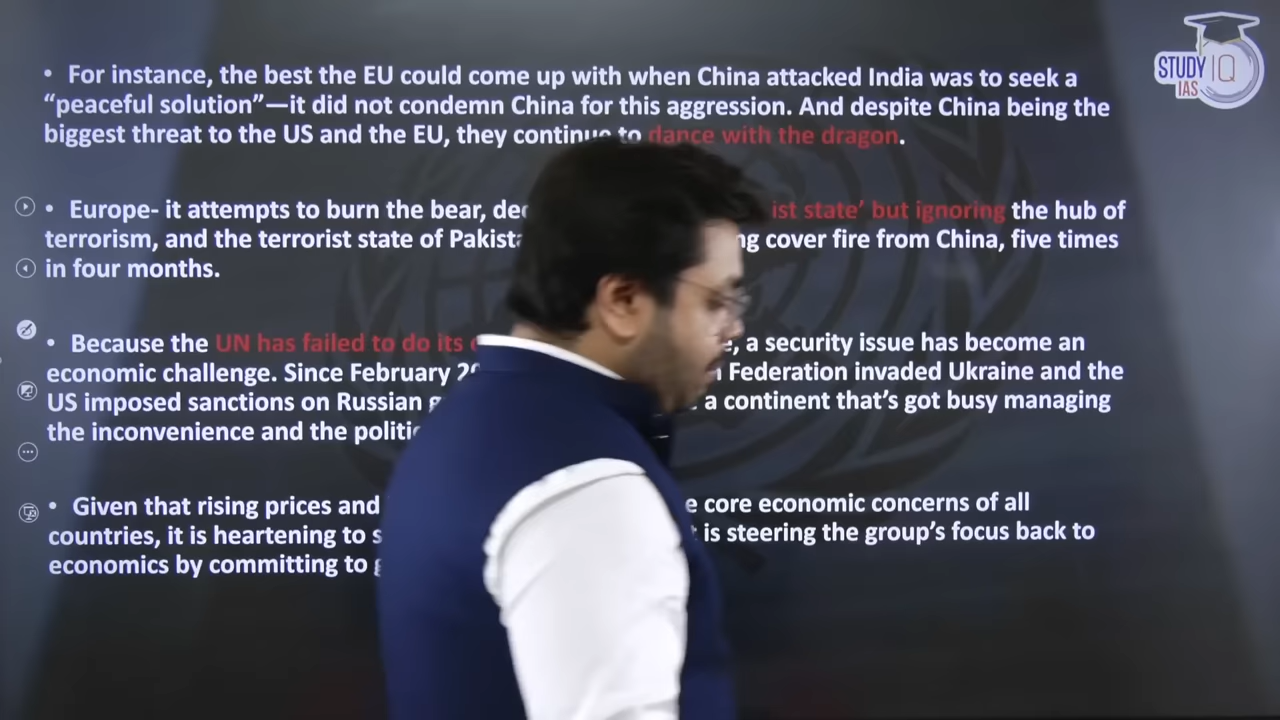 STUDY IQ
IAS
• For instance, the best the EU could come up with when China attacked India was to seek a
“peaceful solution”—it did not condemn China for this aggression. And despite China being the
biggest threat to the US and the EU, they continue to dance with the dragon.
• Europe- it attempts to burn the bear, ist state’ but ignoring the hub of
terrorism, and the terrorist state of cover fire from China, five times
in four months.
• Because the UN has failed to do its a security issue has become an
economic challenge. Since February Federation invaded Ukraine and the
US imposed sanctions on Russian a continent that’s got busy managing
the inconvenience and the
• Given that rising prices and core economic concerns of all
countries, it is heartening to is steering the group’s focus back to
economics by committing to